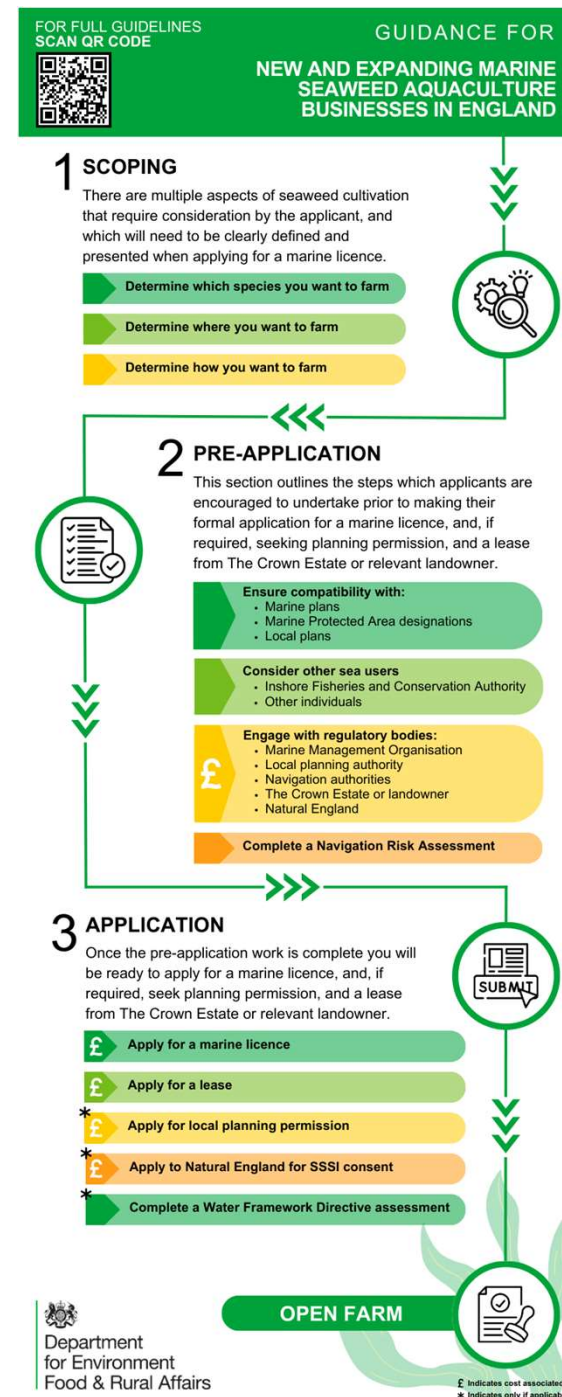 FOR FULL GUIDELINES
SCAN QR CODE
GUIDANCE FOR
NEW AND EXPANDING MARINE
SEAWEED AQUACULTURE
BUSINESSES IN ENGLAND
1 SCOPING
There are multiple aspects of seaweed cultivation
that require consideration by the applicant, and
which will need to be clearly defined and
presented when applying for a marine licence.
Determine which species you want to farm
Determine where you want to farm
Determine how you want to farm
2 PRE-APPLICATION
This section outlines the steps which applicants are
encouraged to undertake prior to making their
formal application for a marine licence, and, if
required, seeking planning permission, and a lease
from The Crown Estate or relevant landowner.
Ensure compatibility with:
• Marine plans
• Marine Protected Area designations
• Local plans
Consider other sea users
• Inshore Fisheries and Conservation Authority
• Other individuals
£
Engage with regulatory bodies:
• Marine Management Organisation
• Local planning authority
• Navigation authorities
• The Crown Estate or landowner
• Natural England
Complete a Navigation Risk Assessment
3 APPLICATION
Once the pre-application work is complete you will
be ready to apply for a marine licence, and, if
required, seek planning permission, and a lease
from The Crown Estate or relevant landowner.
SUBMIT
£ Apply for a marine licence
£ Apply for a lease
* £ Apply for local planning permission
* £ Apply to Natural England for SSSI consent
* Complete a Water Framework Directive assessment
OPEN FARM
Department
for Environment
Food & Rural Affairs
£ Indicates cost associated
* Indicates only if